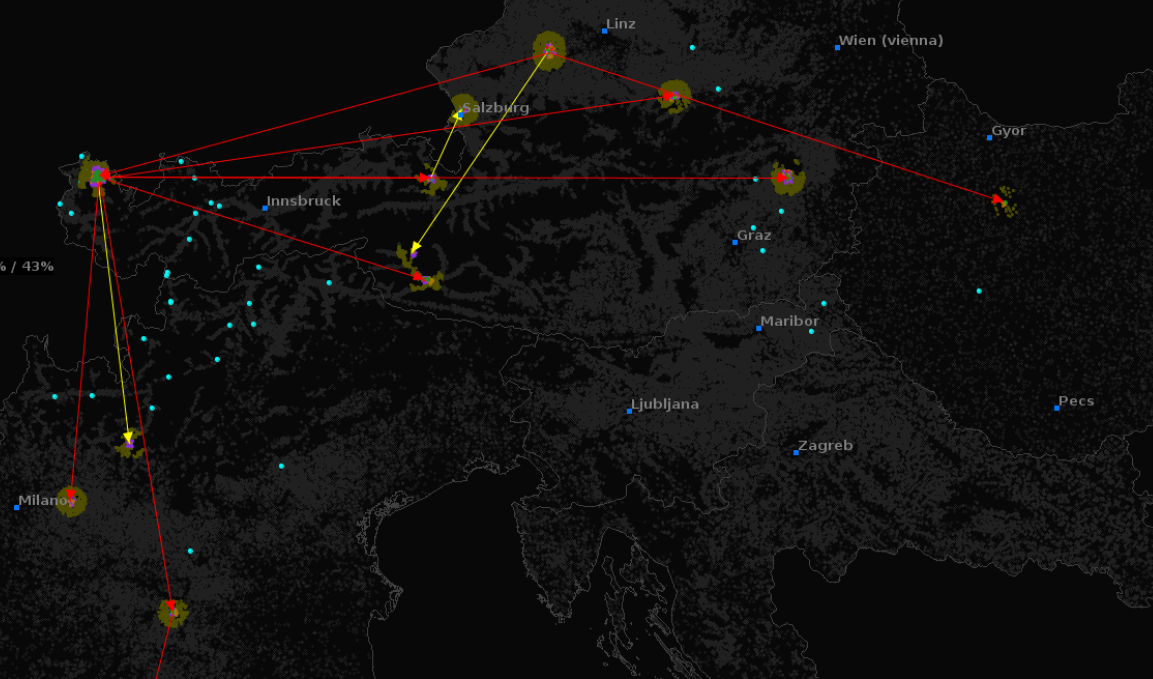 Linz
Wien (vienna)
Salzburg
Gyor
Innsbruck
Graz
% / 43%
Maribor
Pecs
Ljubljana
Zagreb
Milano